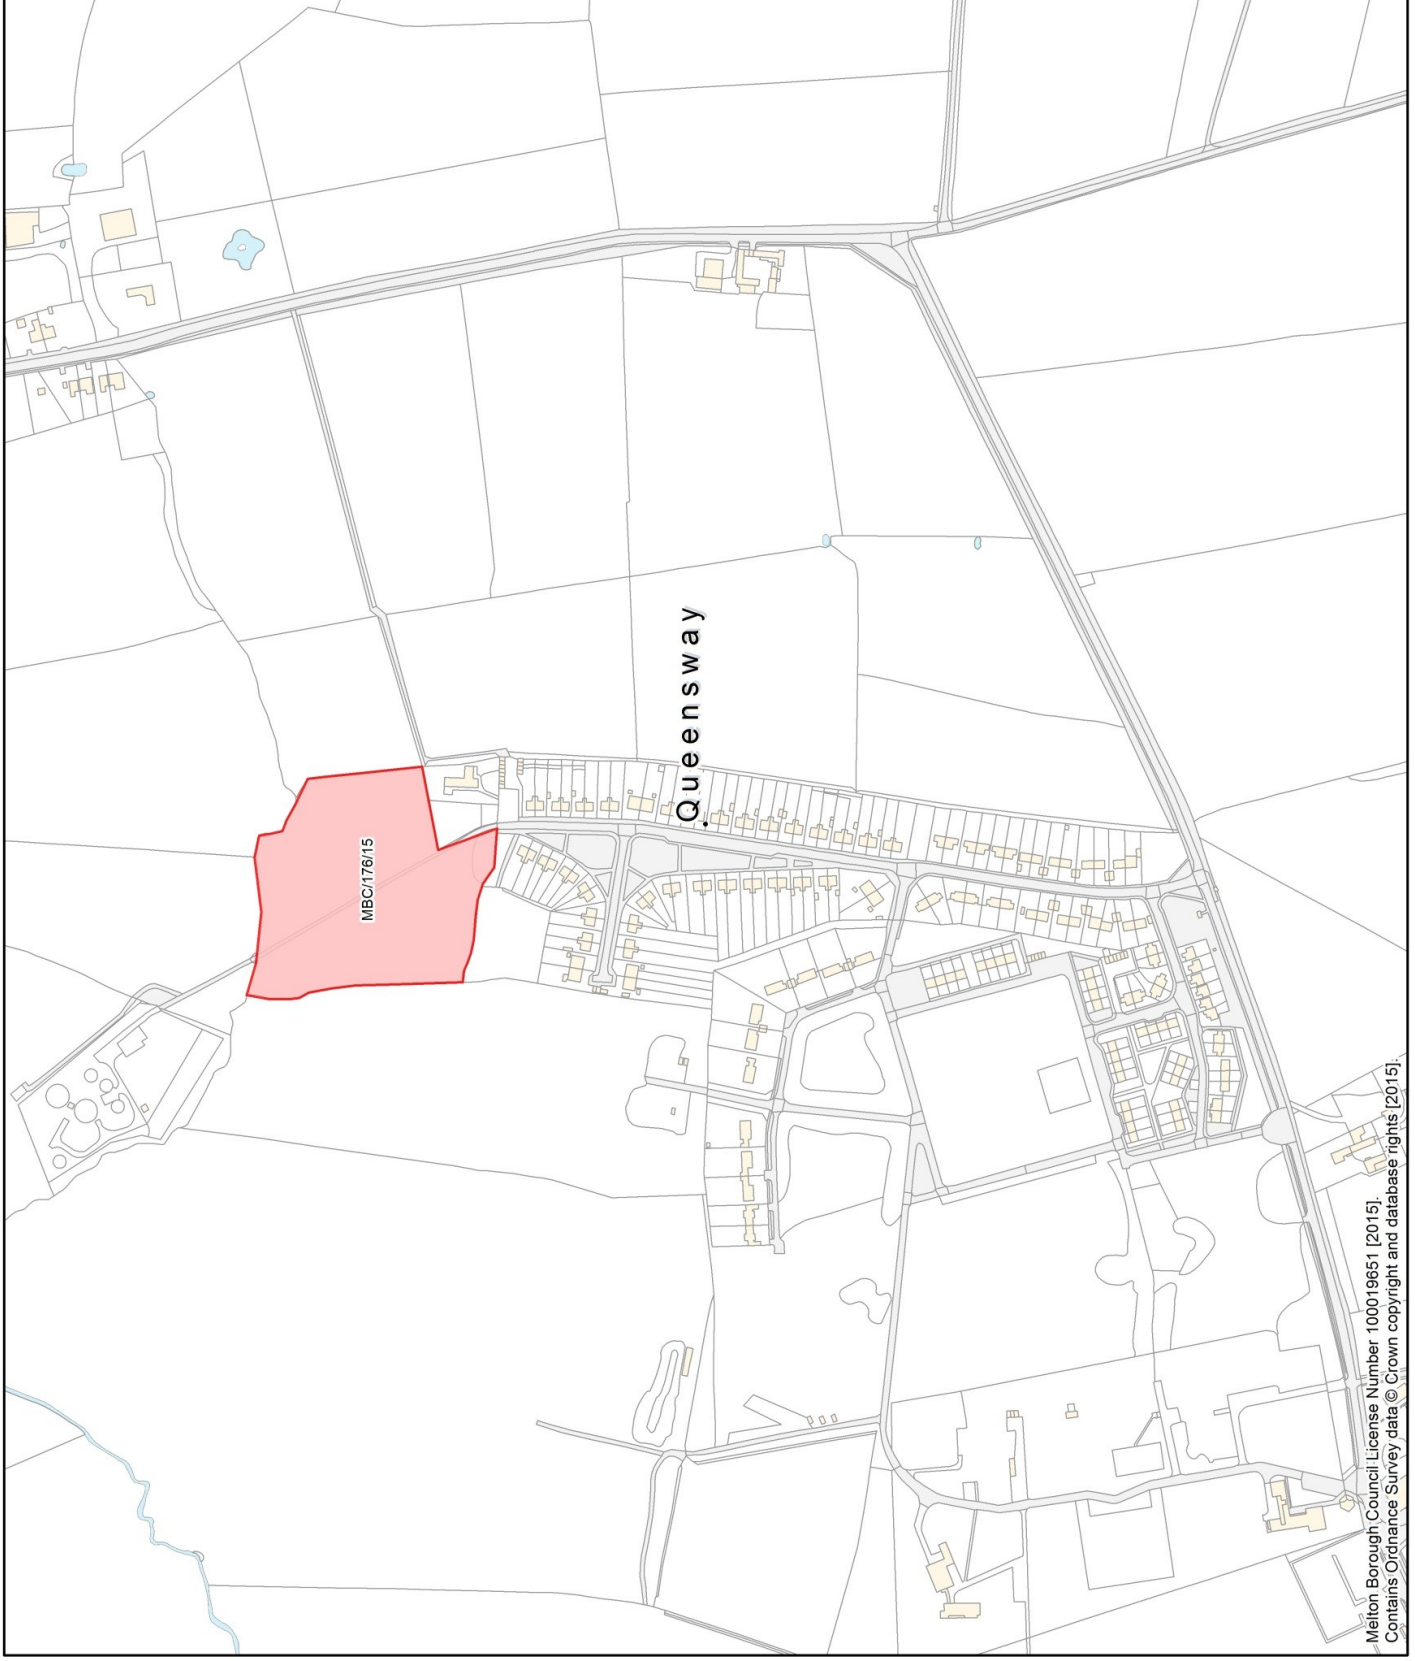 MBC/176/15
Queensway
Melton Borough Council License Number 100019651 [2015].
Contains Ordnance Survey data © Crown copyright and database rights [2015].